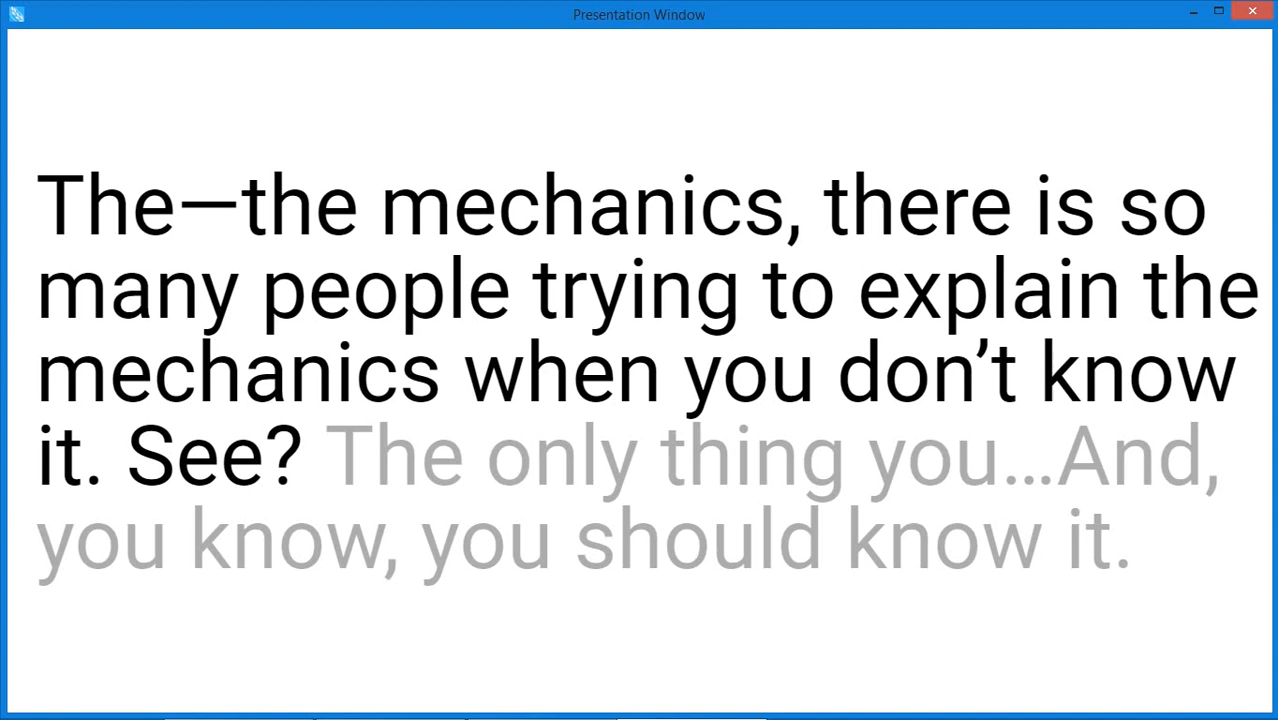 Presentation Window
The—the mechanics, there is so
many people trying to explain the
mechanics when you don’t know
it. See? The only thing you…And,
you know, you should know it.